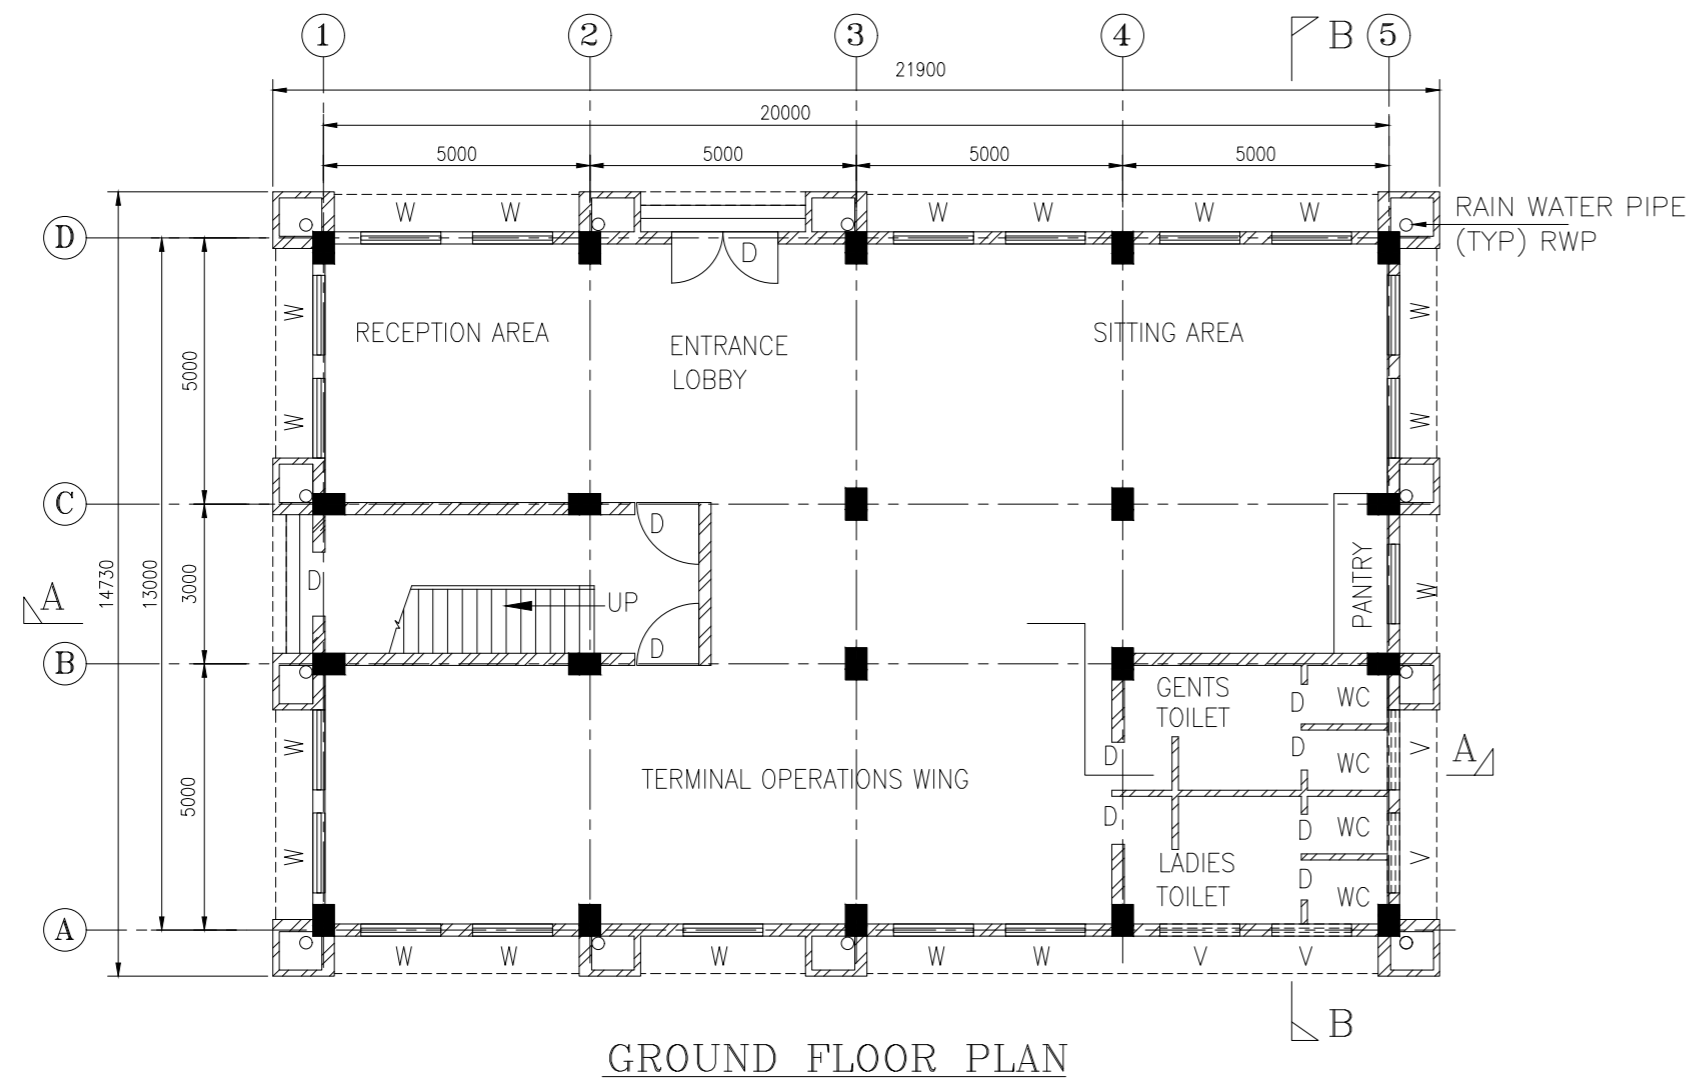 1 2 3 4 B 5
21900
20000
5000 5000 5000 5000
W W W W W W
RAIN WATER PIPE
(TYP) RWP
D
D
W W
RECEPTION AREA
ENTRANCE
LOBBY
SITTING AREA
5000
W W
C
D
14730
13000
3000
A
D
UP
PANTRY
W
B
D
GENTS
TOILET
D WC
W
D
D WC
V
A
TERMINAL OPERATIONS WING
5000
D
D WC
W
LADIES
TOILET
V
D WC
A
W W W W W V V
B
GROUND FLOOR PLAN